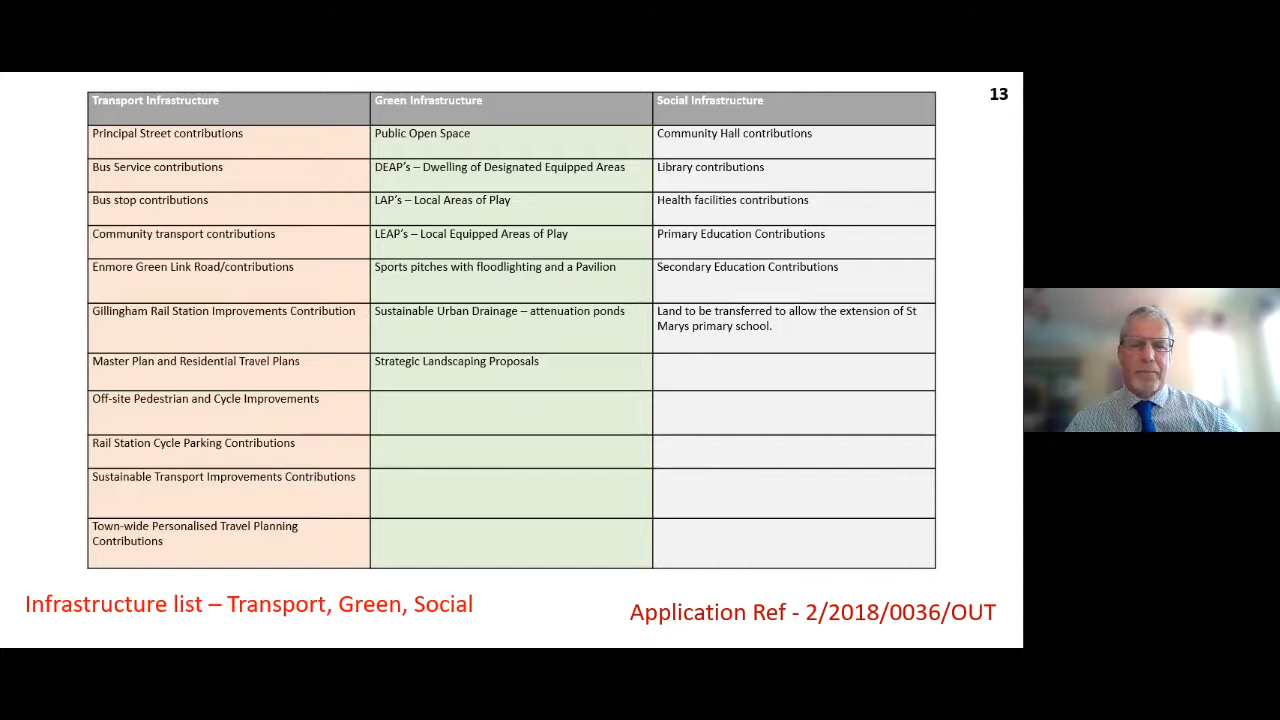 13
Transport Infrastructure Green Infrastructure Social Infrastructure
Principal Street contributions Public Open Space Community Hall contributions
Bus Service contributions DEAP's – Dwelling of Designated Equipped Areas Library contributions
Bus stop contributions LAP's – Local Areas of Play Health facilities contributions
Community transport contributions LEAP's – Local Equipped Areas of Play Primary Education Contributions
Enmore Green Link Road/contributions Sports pitches with floodlighting and a Pavilion Secondary Education Contributions
Gillingham Rail Station Improvements Contribution Sustainable Urban Drainage – attenuation ponds Land to be transferred to allow the extension of St
Marys primary school.
Master Plan and Residential Travel Plans Strategic Landscaping Proposals
Off-site Pedestrian and Cycle Improvements
Rail Station Cycle Parking Contributions
Sustainable Transport Improvements Contributions
Town-wide Personalised Travel Planning
Contributions
Infrastructure list – Transport, Green, Social
Application Ref - 2/2018/0036/OUT